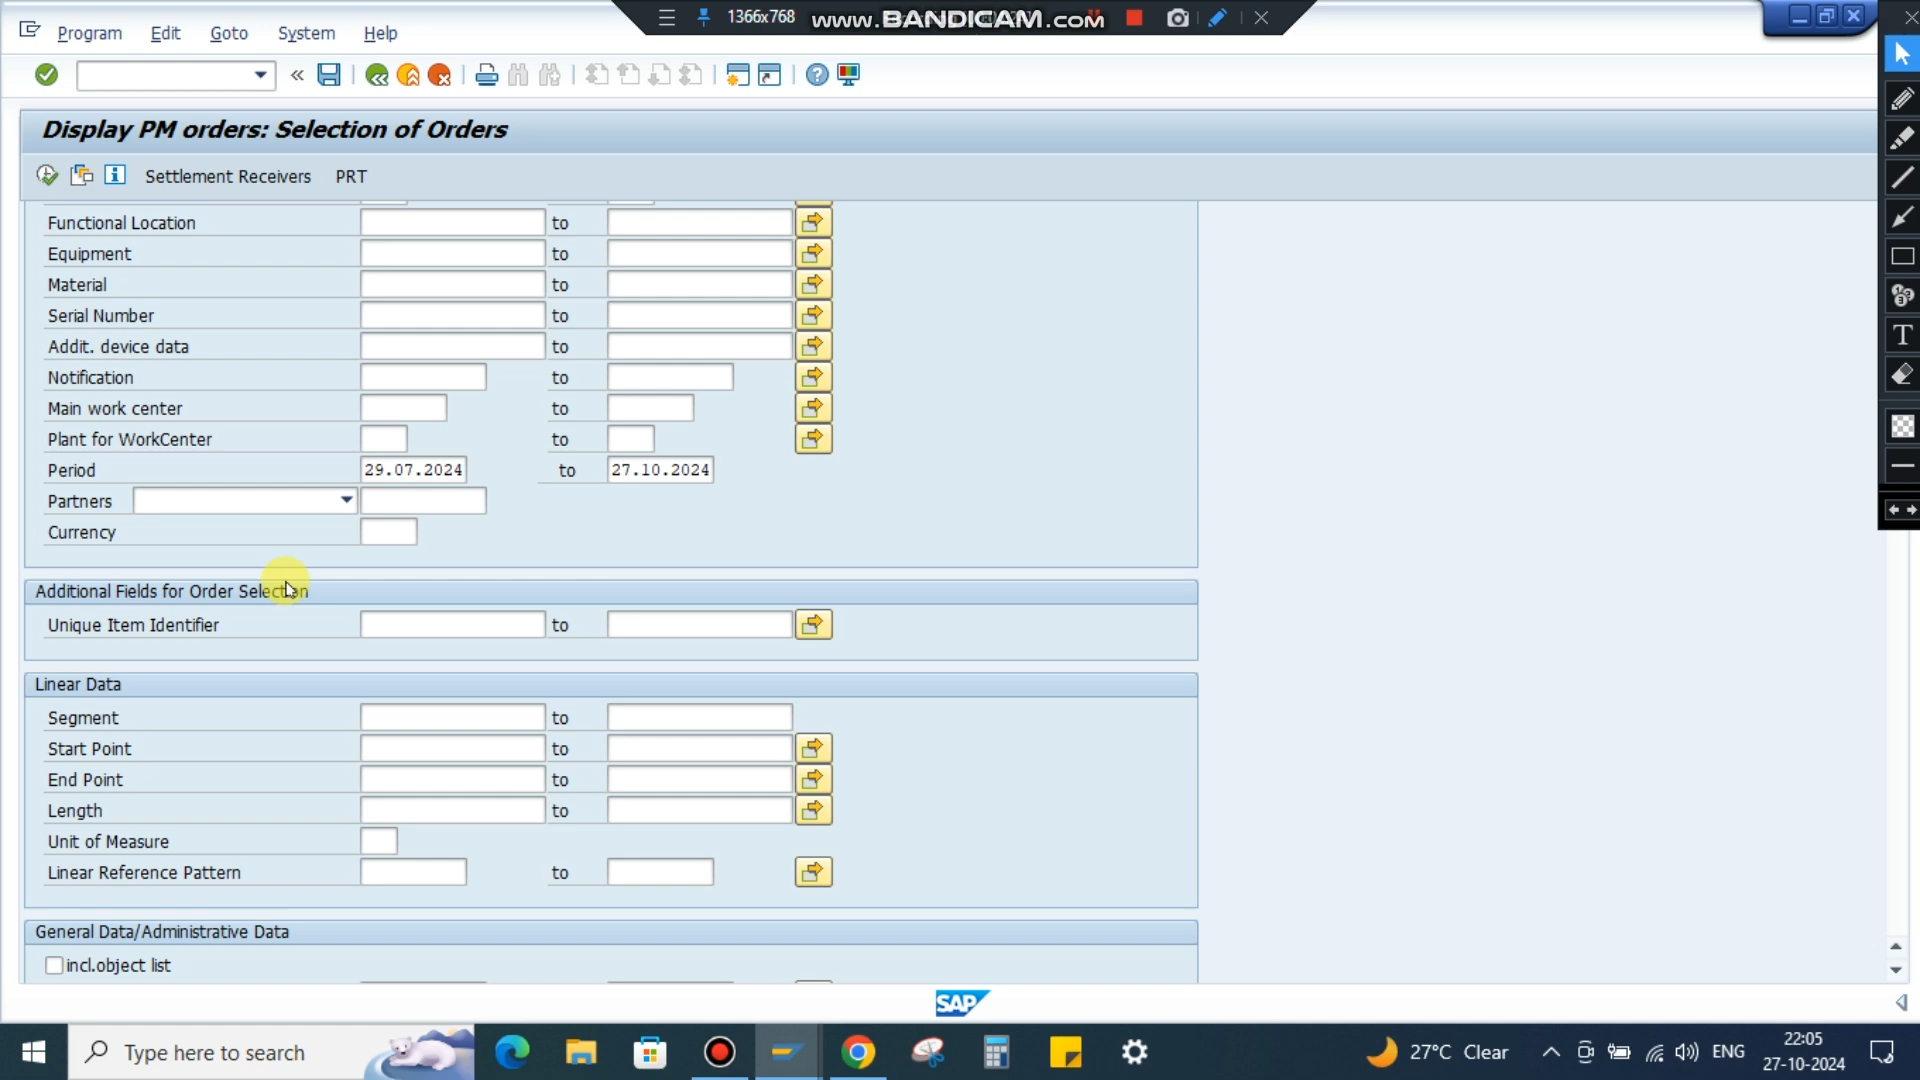 1366x768 www.BANDICAM.com
Program Edit Goto System Help
Display PM orders: Selection of Orders
Settlement Receivers PRT
Functional Location to
Equipment to
Material to
Serial Number to
Addit. device data to
Notification to
Main work center to
Plant for WorkCenter to
Period 29.07.2024 to 27.10.2024
Partners
Currency
Additional Fields for Order Selection
Unique Item Identifier to
Linear Data
Segment to
Start Point to
End Point to
Length to
Unit of Measure
Linear Reference Pattern to
General Data/Administrative Data
incl.object list
SAP
Type here to search
27°C Clear
ENG
22:05
27-10-2024